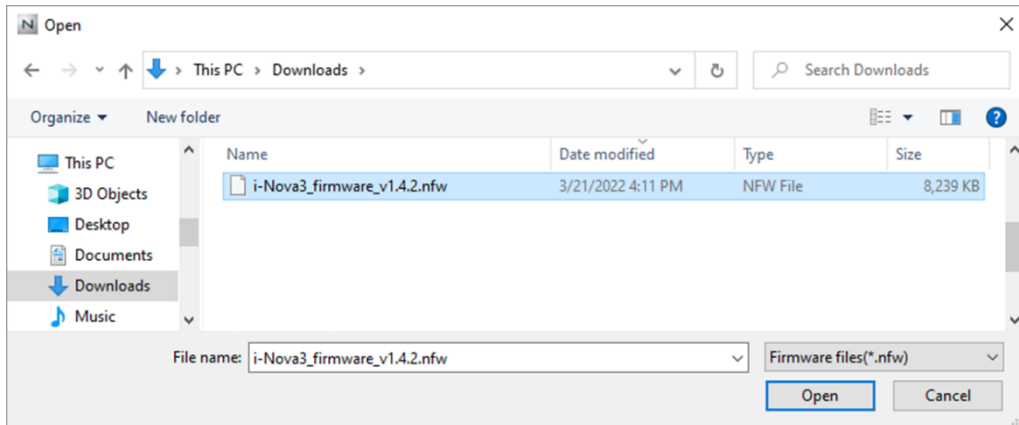 Open
This PC > Downloads >
Search Downloads
Organize
New folder
This PC
3D Objects
Desktop
Documents
Downloads
Music
Name Date modified Type Size
i-Nova3_firmware_v1.4.2.nfw 3/21/2022 4:11 PM NFW File 8,239 KB
File name: i-Nova3_firmware_v1.4.2.nfw Firmware files(*.nfw)
Open Cancel